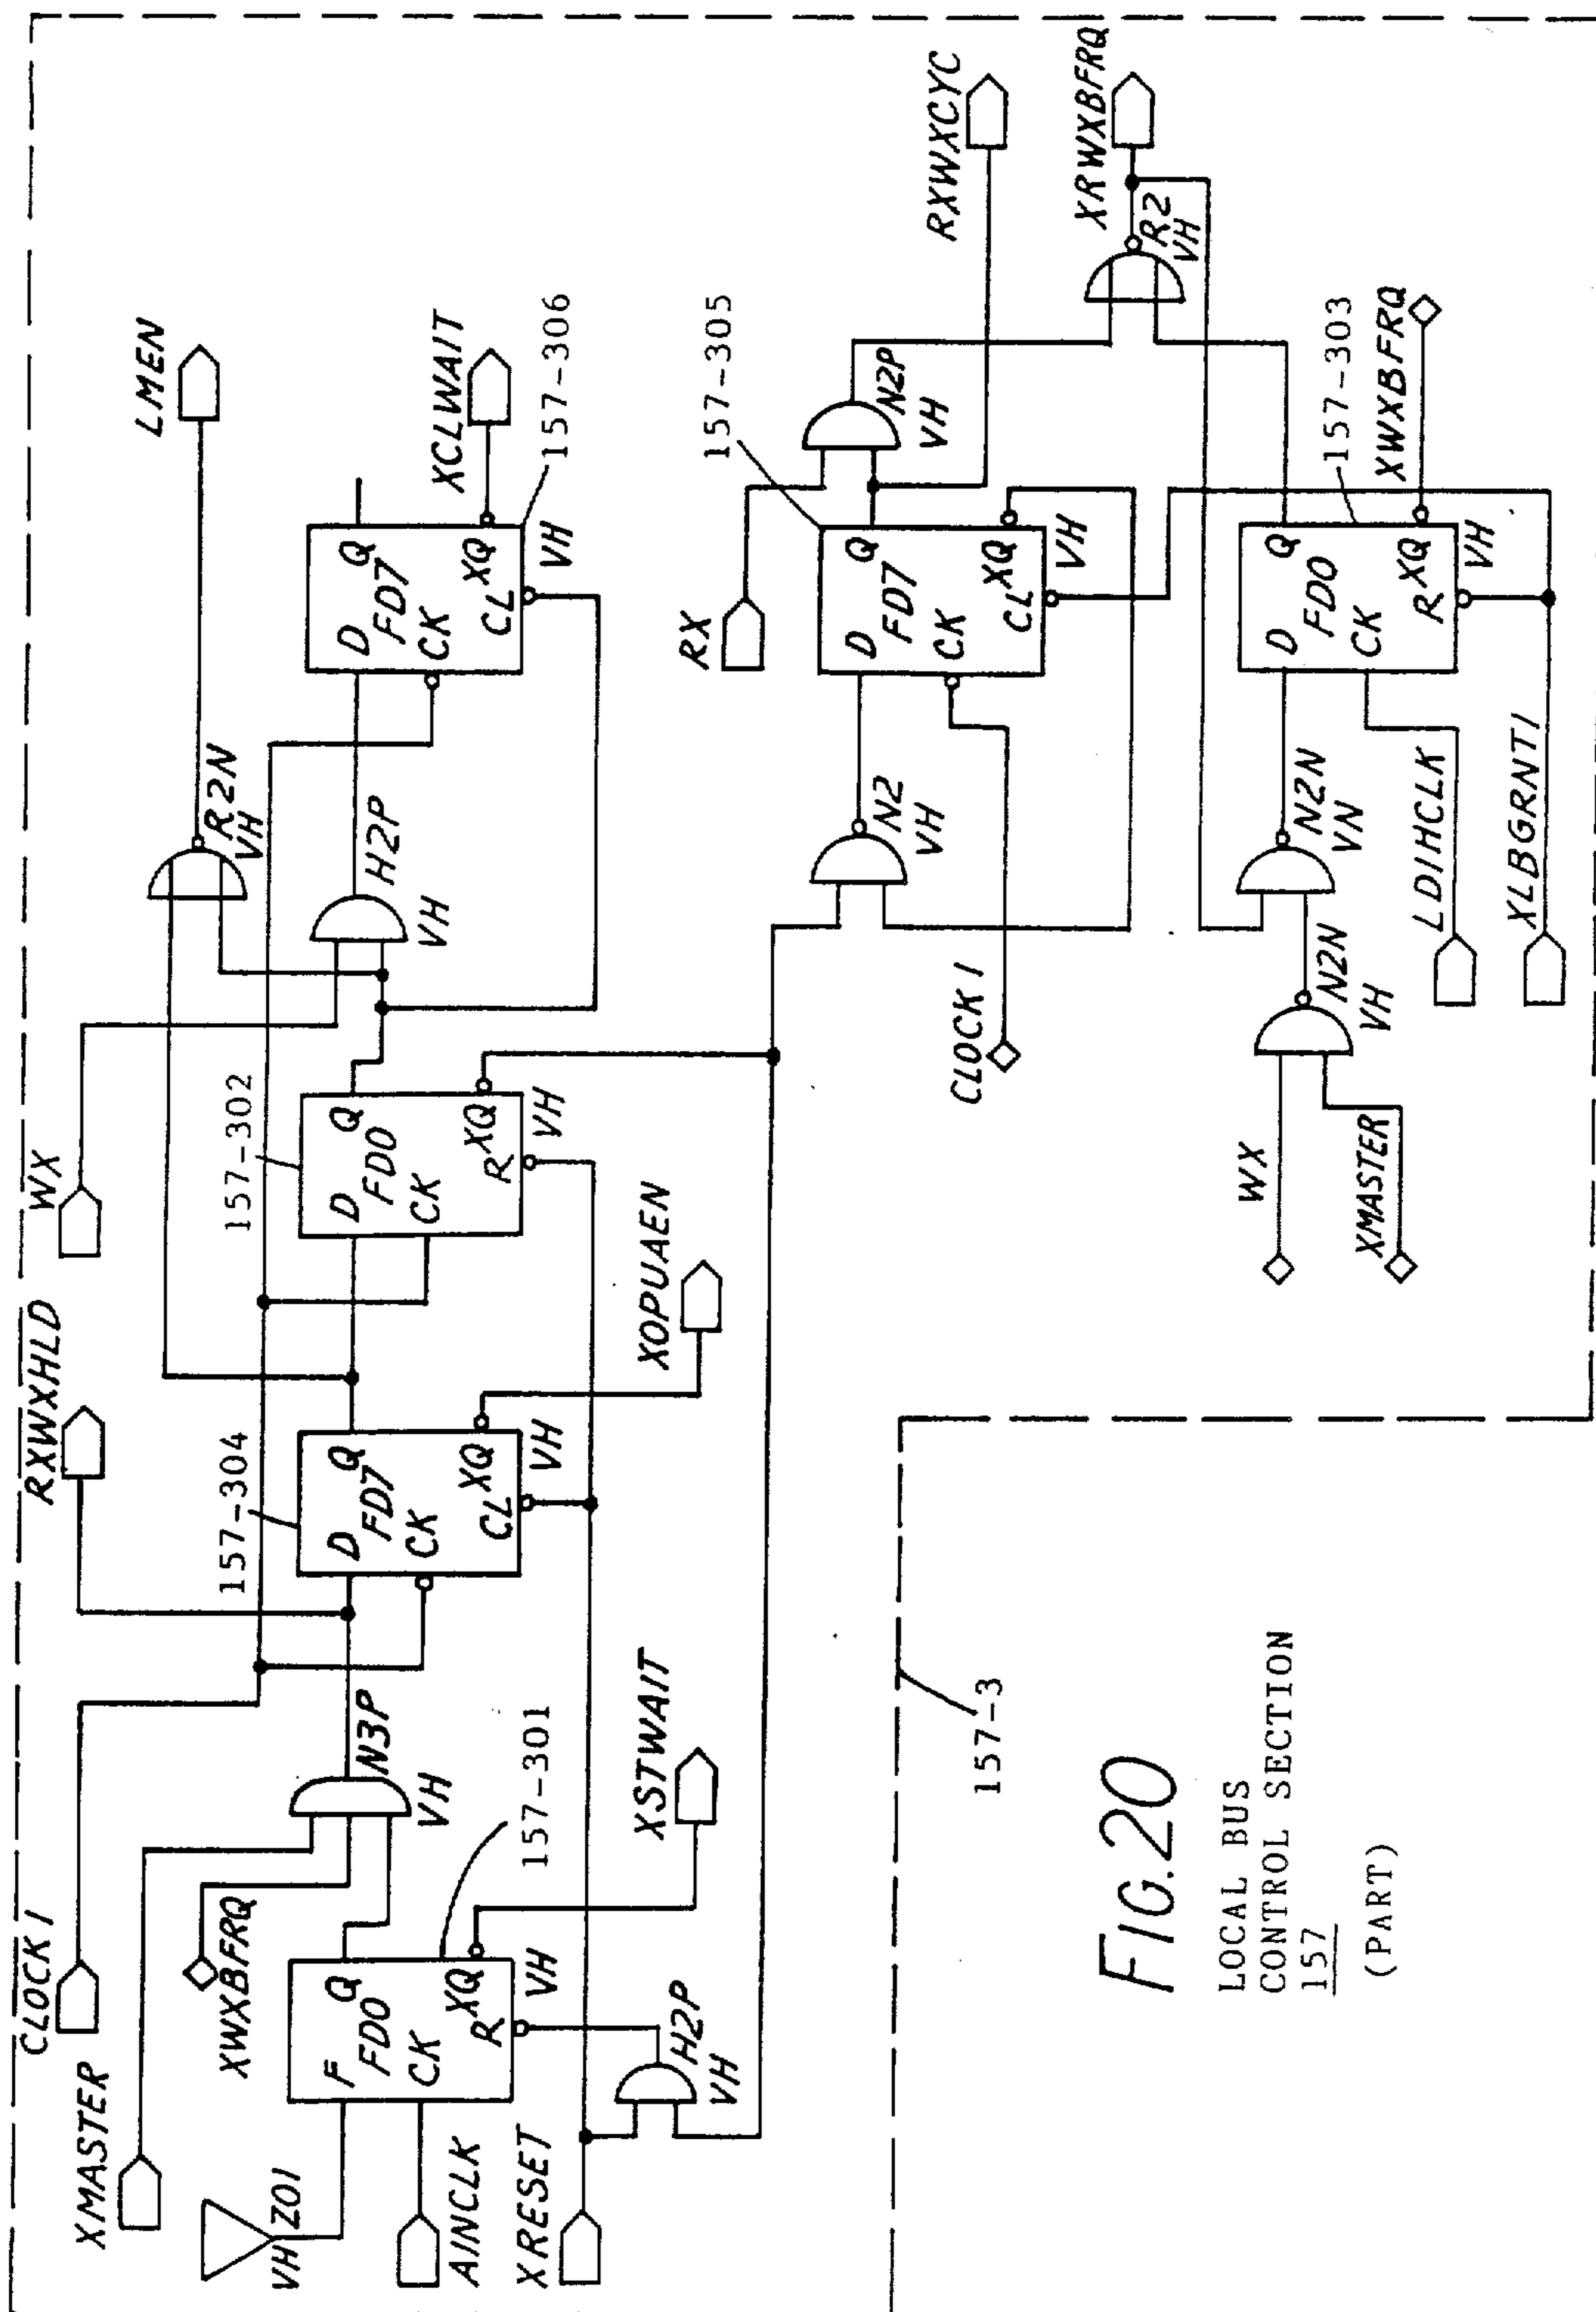 CLOCK 1
XMASTER
XWXBFRQ
VH
Z01
AINCLK
XRESET
F
Q
FD0
CK
XQ
R
VH
157-301
N3P
VH
H2P
VH
XSTWAIT
RXWXHLD
157-304
D
Q
FD7
CK
XQ
CL
VH
XOPUAEN
WX
157-302
D
Q
FD0
CK
XQ
R
VH
R2N
VH
H2P
VH
LMEN
D
Q
FD7
CK
XQ
CL
VH
XCLWAIT
157-306
RX
N2
VH
CLOCK 1
D
Q
FD7
CK
XQ
CL
VH
157-305
N2P
VH
RXWXCYC
XRWXBFRQ
R2
VH
WX
XMASTER
N2N
VH
N2N
VN
LDIHCLK
XLBGRNT1
D
Q
FD0
CK
XQ
R
VH
157-303
XWXBFRQ
157-3
FIG.20
LOCAL BUS
CONTROL SECTION
157
(PART)